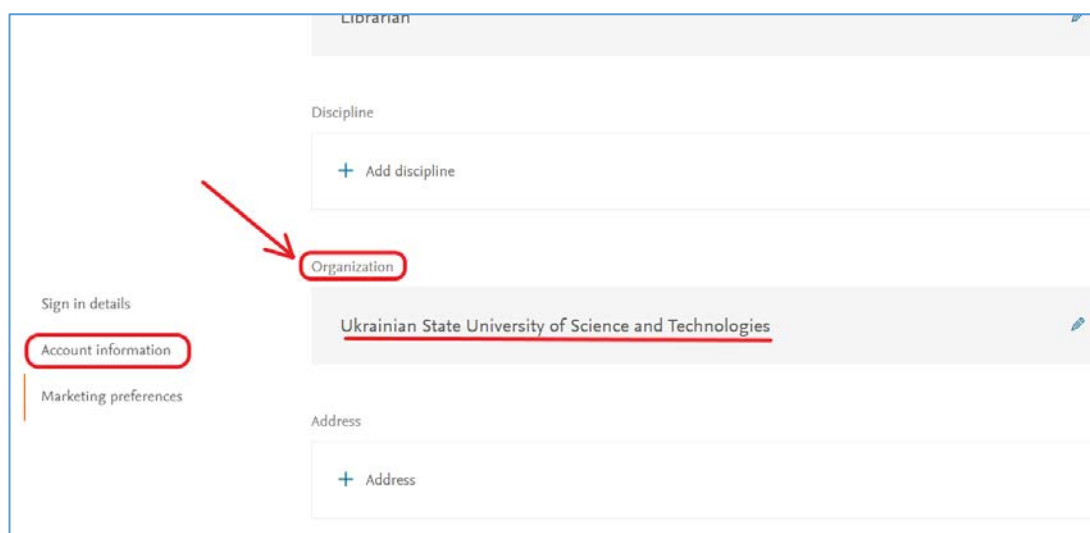 Librarian
Discipline
+ Add discipline
Organization
Sign in details
Ukrainian State University of Science and Technologies
Account information
Marketing preferences
Address
+ Address